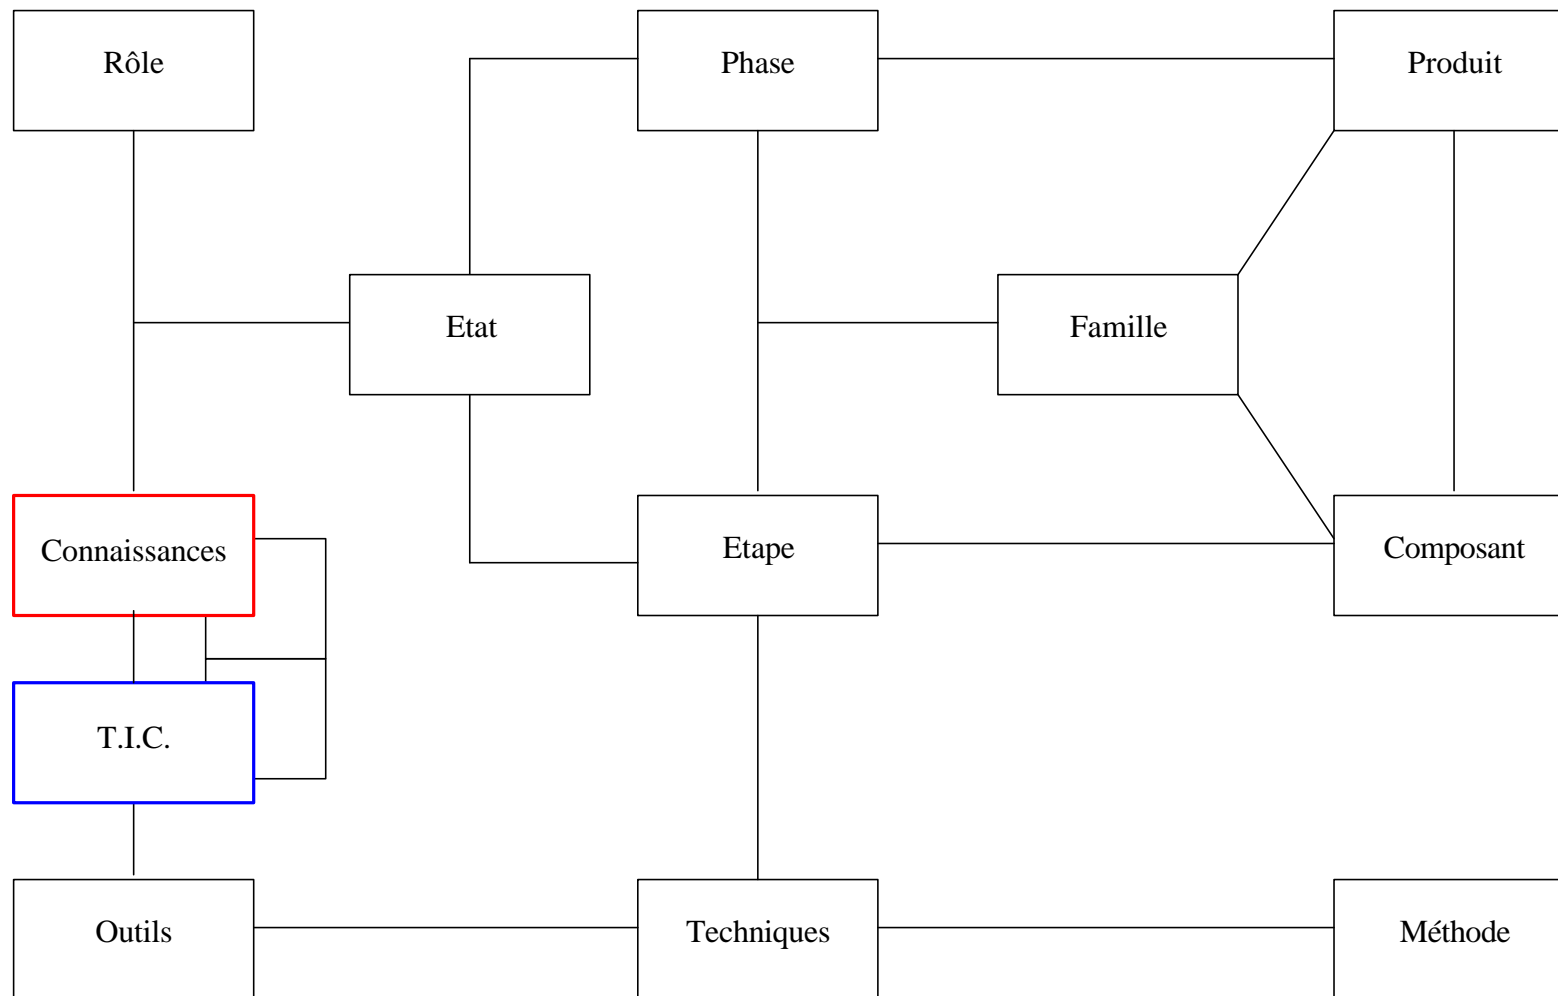 Rôle
Phase
Produit
Etat
Famille
Connaissances
Etape
Composant
T.I.C.
Outils
Techniques
Méthode